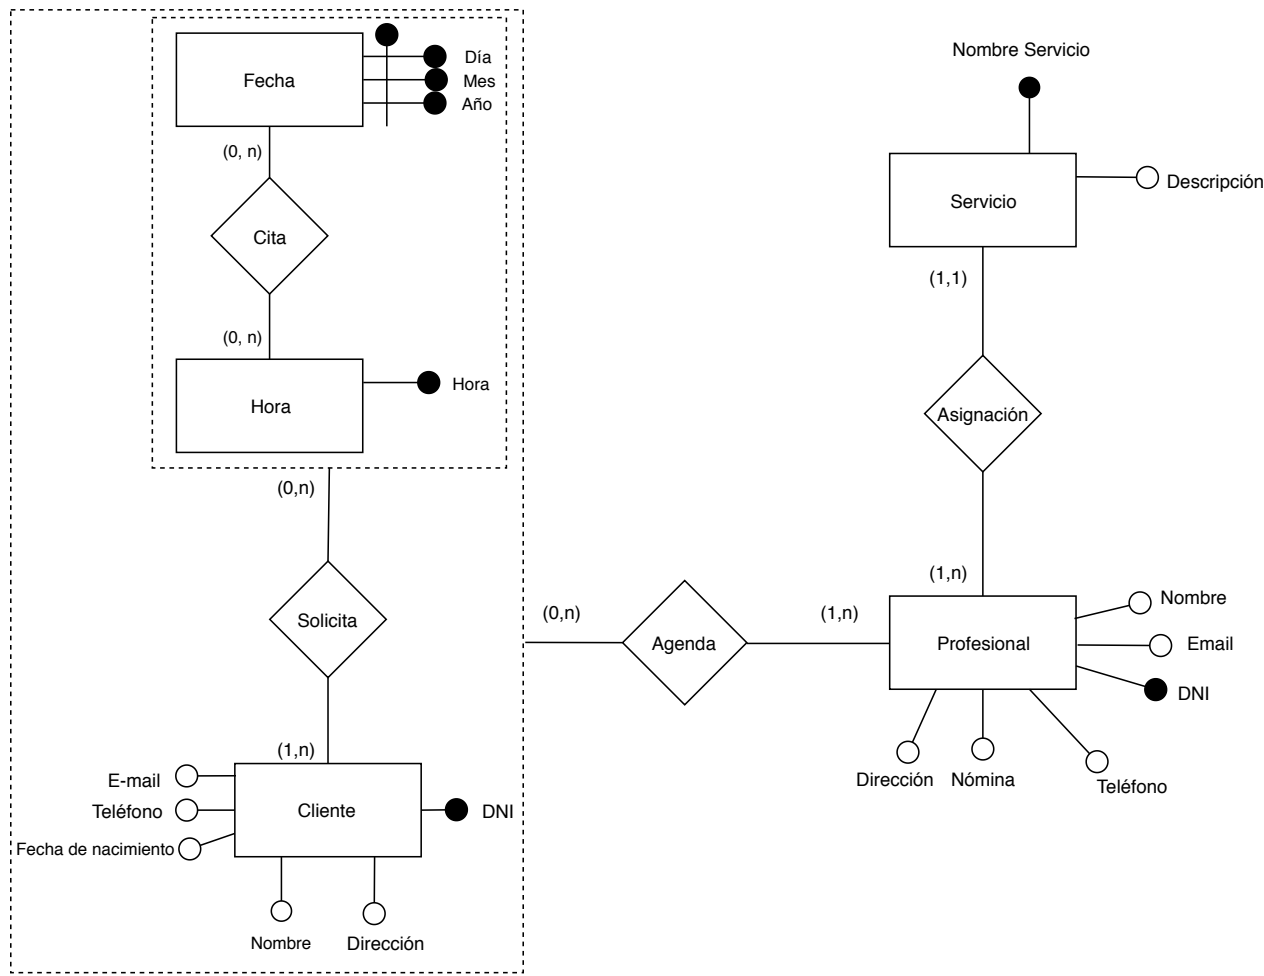 Fecha
Día
Mes
Año
(0, n)
Cita
(0, n)
Hora
Hora
(0,n)
Solicita
(1,n)
E-mail
Teléfono
Fecha de nacimiento
Cliente
DNI
Nombre
Dirección
(0,n)
Agenda
(1,n)
Nombre Servicio
Servicio
Descripción
(1,1)
Asignación
(1,n)
Profesional
Nombre
Email
DNI
Dirección
Nómina
Teléfono